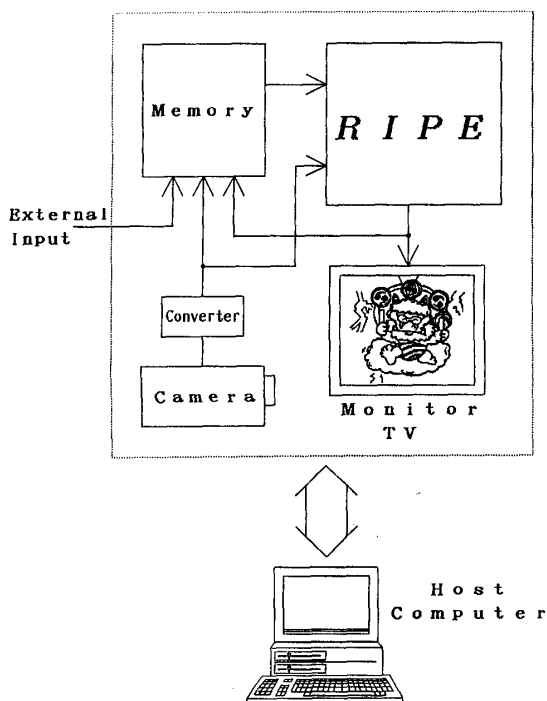 Memory
RIPE
External
Input
Converter
Camera
Monitor
TV
Host
Computer